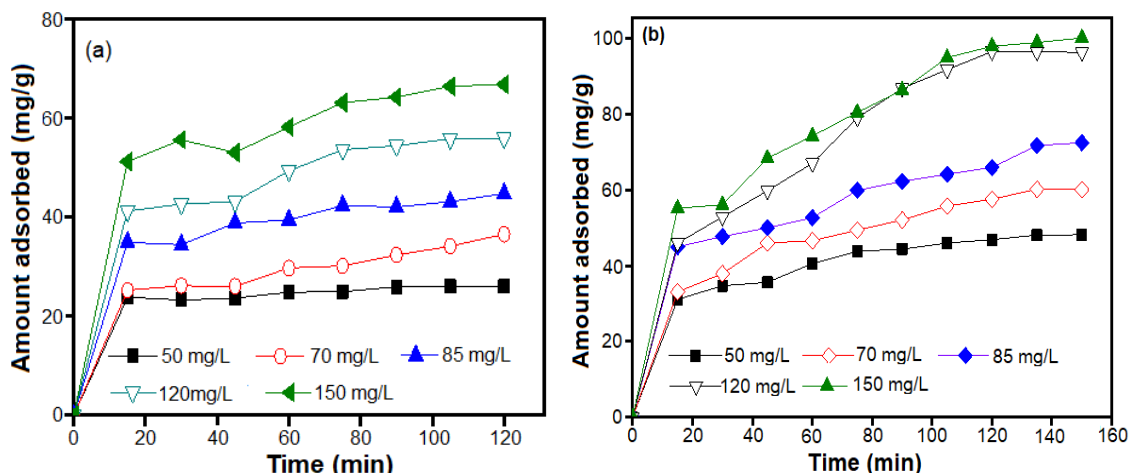 (a)
Amount adsorbed (mg/g)
80
60
40
20
0
50 mg/L 70 mg/L 85 mg/L
120mg/L 150 mg/L
0 20 40 60 80 100 120
Time (min)
(b)
Amount adsorbed (mg/g)
100
80
60
40
20
0
50 mg/L 70 mg/L 85 mg/L
120 mg/L 150 mg/L
0 20 40 60 80 100 120 140 160
Time (min)